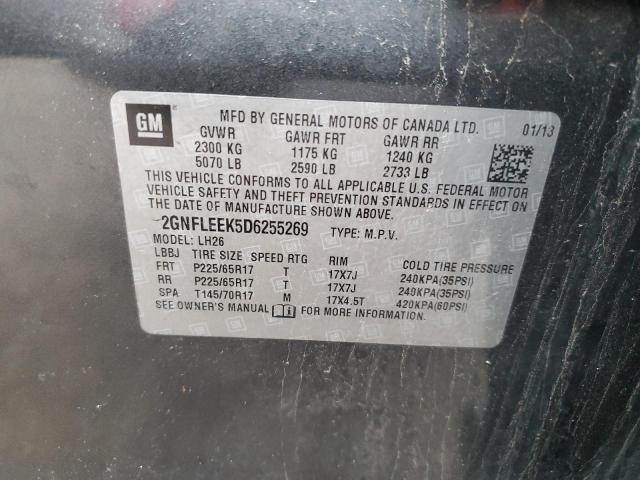 GM
MFD BY GENERAL MOTORS OF CANADA LTD. 01/13
GVWR GAWR FRT GAWR RR
2300 KG 1175 KG 1240 KG
5070 LB 2590 LB 2733 LB
THIS VEHICLE CONFORMS TO ALL APPLICABLE U.S. FEDERAL MOTOR
VEHICLE SAFETY AND THEFT PREVENTION STANDARDS IN EFFECT ON
THE DATE OF MANUFACTURE SHOWN ABOVE.
2GNFLEEK5D6255269 TYPE: M.P.V.
MODEL: LH26
LBBJ TIRE SIZE SPEED RTG RIM COLD TIRE PRESSURE
FRT P225/65R17 T 17X7J 240KPA(35PSI)
RR P225/65R17 T 17X7J 240KPA(35PSI)
SPA T145/70R17 M 17X4.5T 420KPA(60PSI)
SEE OWNER'S MANUAL FOR MORE INFORMATION.